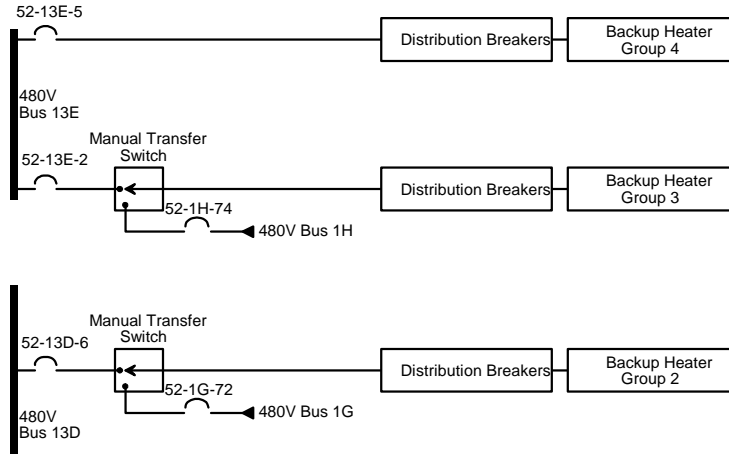 52-13E-5
Distribution Breakers
Backup Heater
Group 4
480V
Bus 13E
Manual Transfer
Switch
52-13E-2
Distribution Breakers
Backup Heater
Group 3
52-1H-74
480V Bus 1H
Manual Transfer
Switch
52-13D-6
Distribution Breakers
Backup Heater
Group 2
52-1G-72
480V Bus 1G
480V
Bus 13D